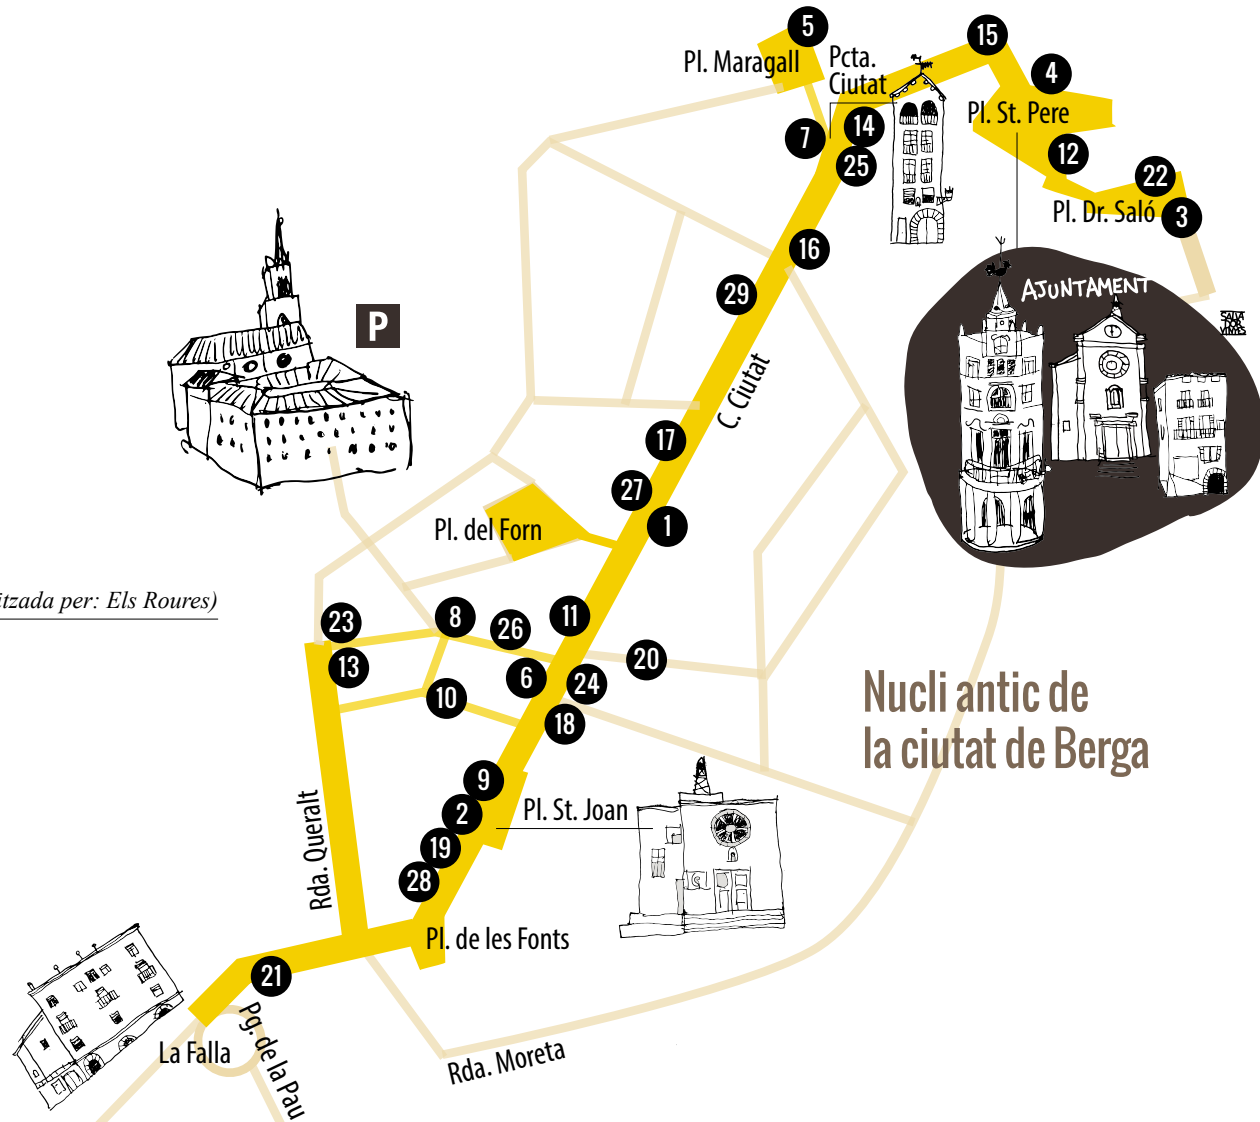 5
15
Pl. Maragall
Pcta.
Ciutat
4
Pl. St. Pere
7
14
12
25
22
Pl. Dr. Saló
3
16
29
AJUNTAMENT
P
C. Ciutat
17
27
1
Pl. del Forn
itzada per: Els Roures)
23
8
26
11
13
20
6
24
10
18
Nucli antic de
la ciutat de Berga
9
2
Pl. St. Joan
19
28
Rda. Queralt
Pl. de les Fonts
21
Pg. de la Pau
La Falla
Rda. Moreta